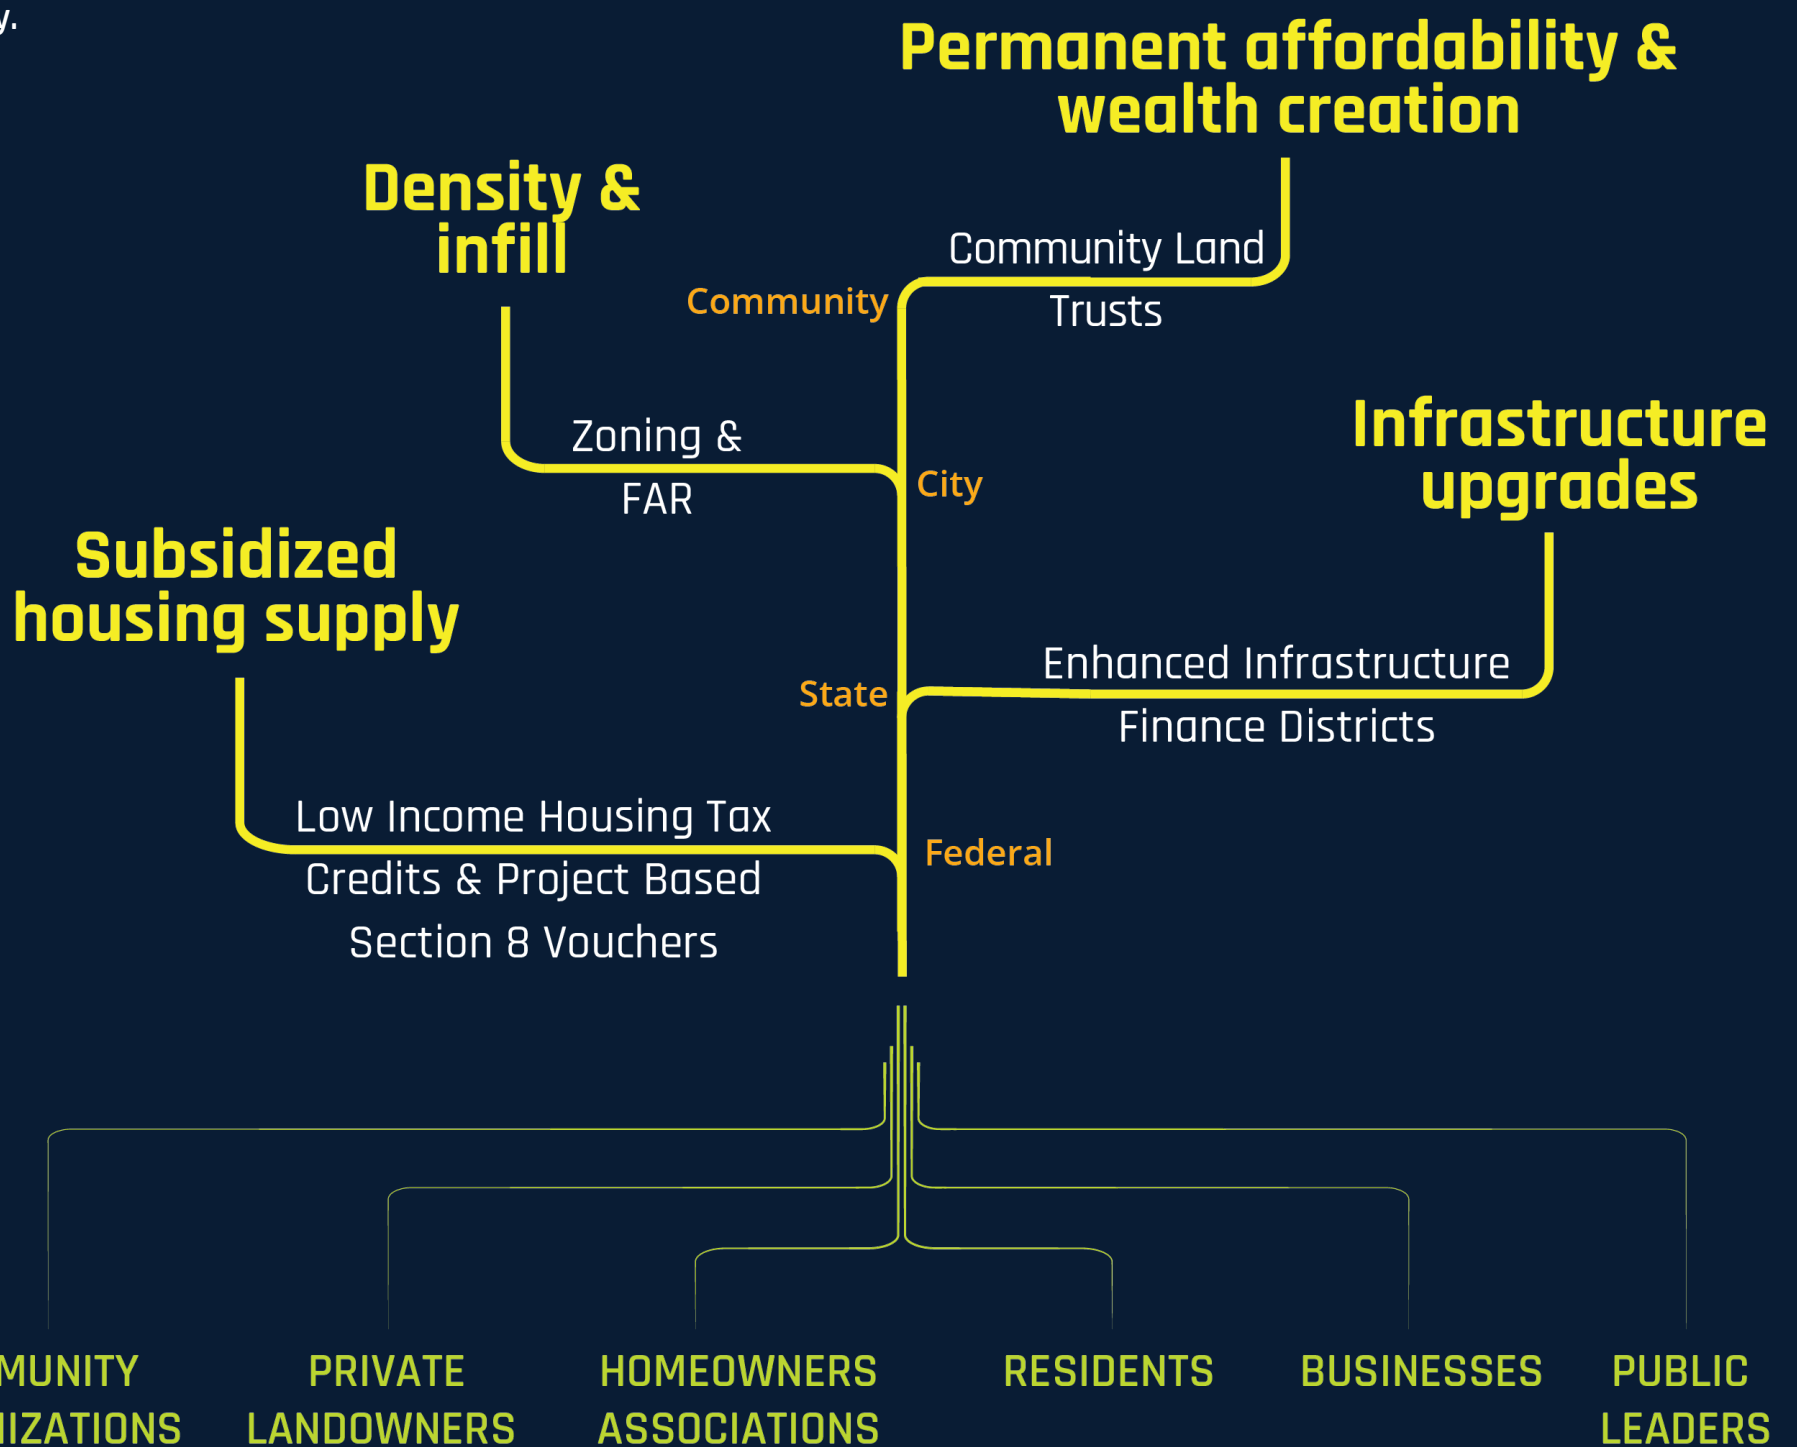 y.
Permanent affordability &
wealth creation
Density &
infill
Community Land
Trusts
Community
Zoning &
FAR
City
Infrastructure
upgrades
Subsidized
housing supply
Enhanced Infrastructure
Finance Districts
State
Low Income Housing Tax
Credits & Project Based
Section 8 Vouchers
Federal
MUNITY
IZATIONS
PRIVATE
LANDOWNERS
HOMEOWNERS
ASSOCIATIONS
RESIDENTS
BUSINESSES
PUBLIC
LEADERS